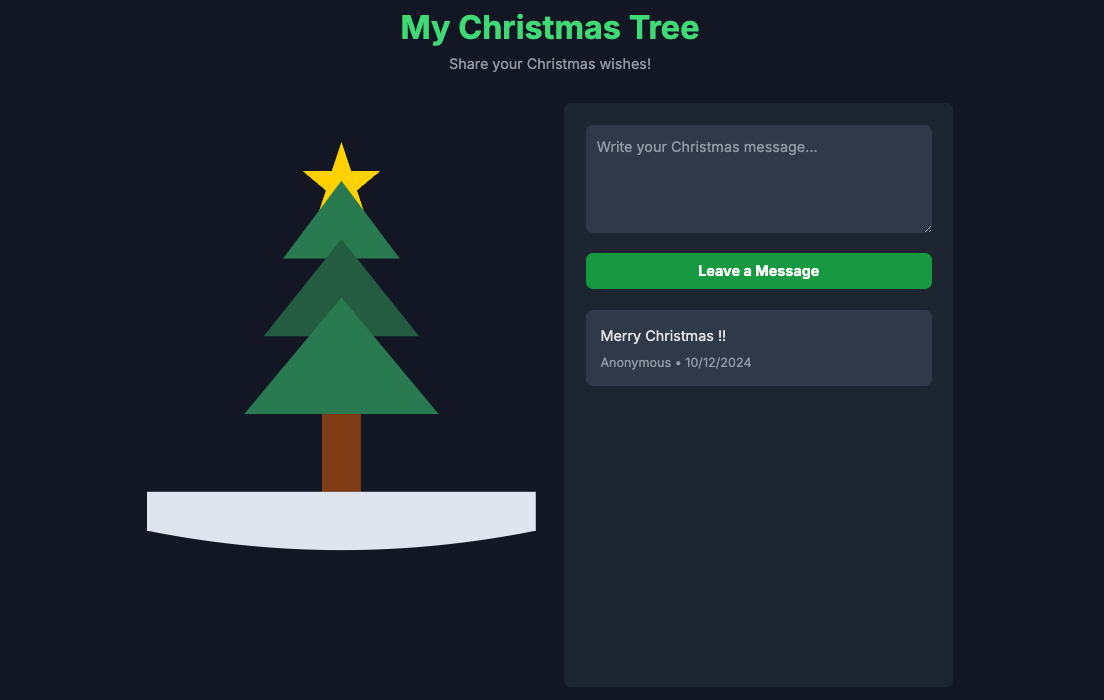 My Christmas Tree
Share your Christmas wishes!
Write your Christmas message...
Leave a Message
Merry Christmas !!
Anonymous • 10/12/2024